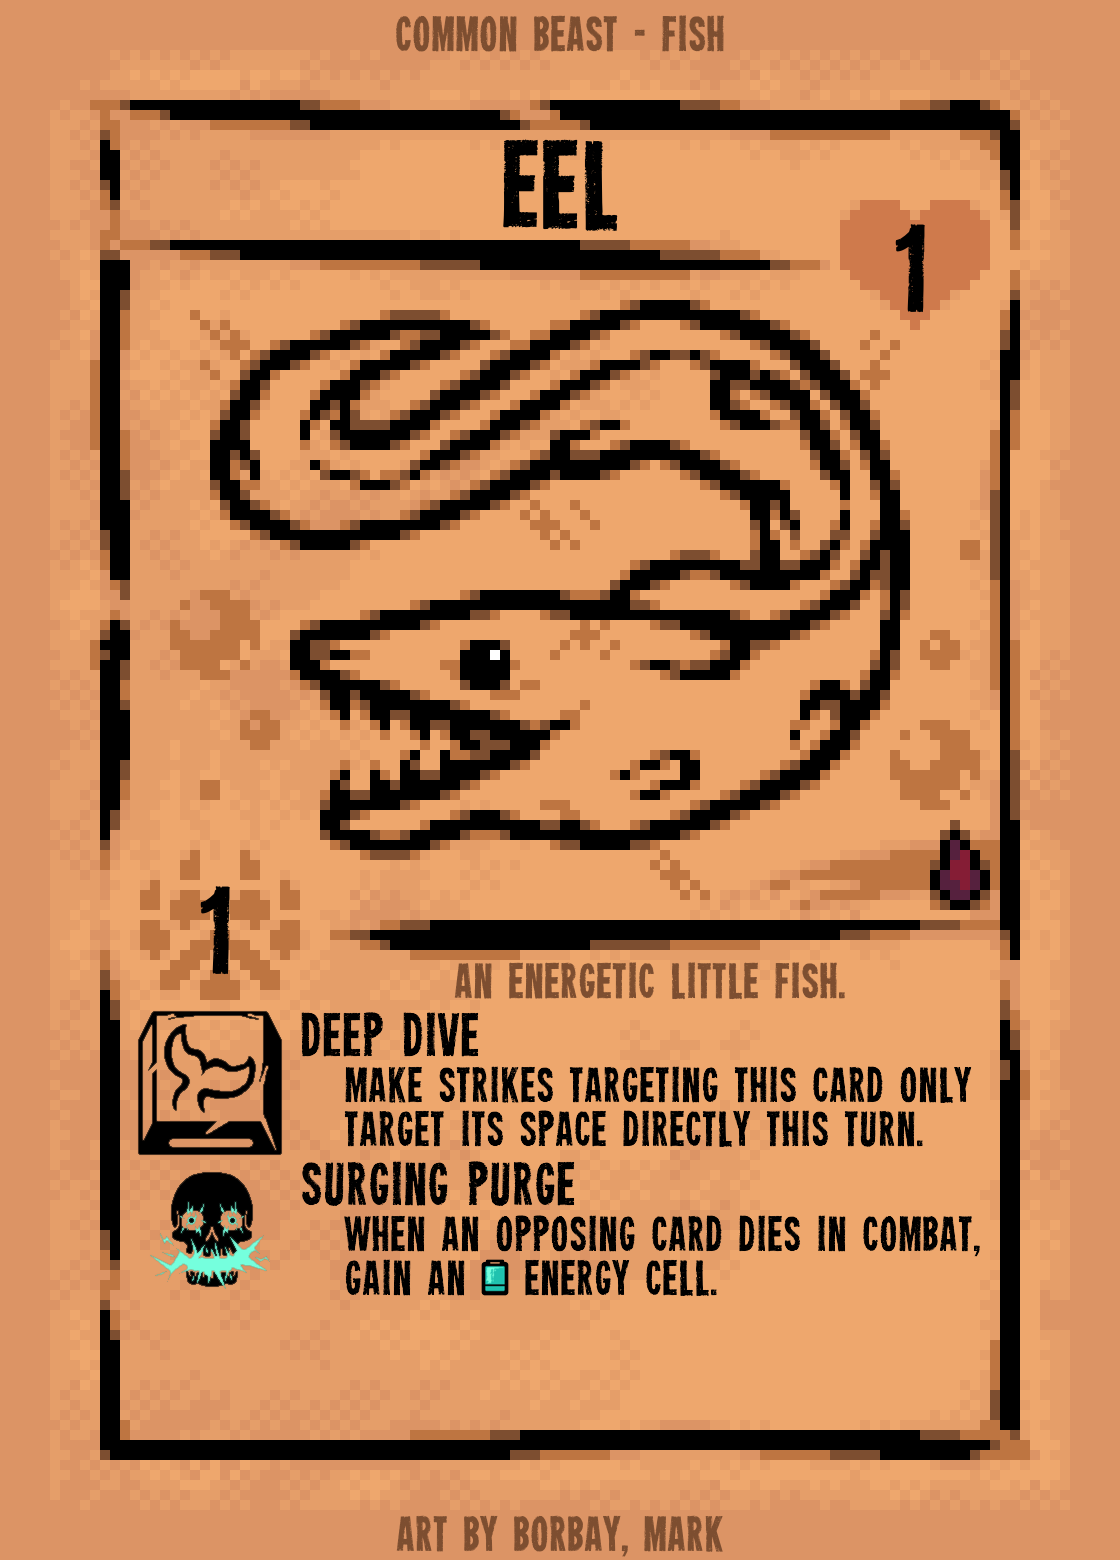 COMMON BEAST - FISH
EEL
1
1
AN ENERGETIC LITTLE FISH.
DEEP DIVE
MAKE STRIKES TARGETING THIS CARD ONLY
TARGET ITS SPACE DIRECTLY THIS TURN.
SURGING PURGE
WHEN AN OPPOSING CARD DIES IN COMBAT,
GAIN AN ENERGY CELL.
ART BY BORBAY, MARK